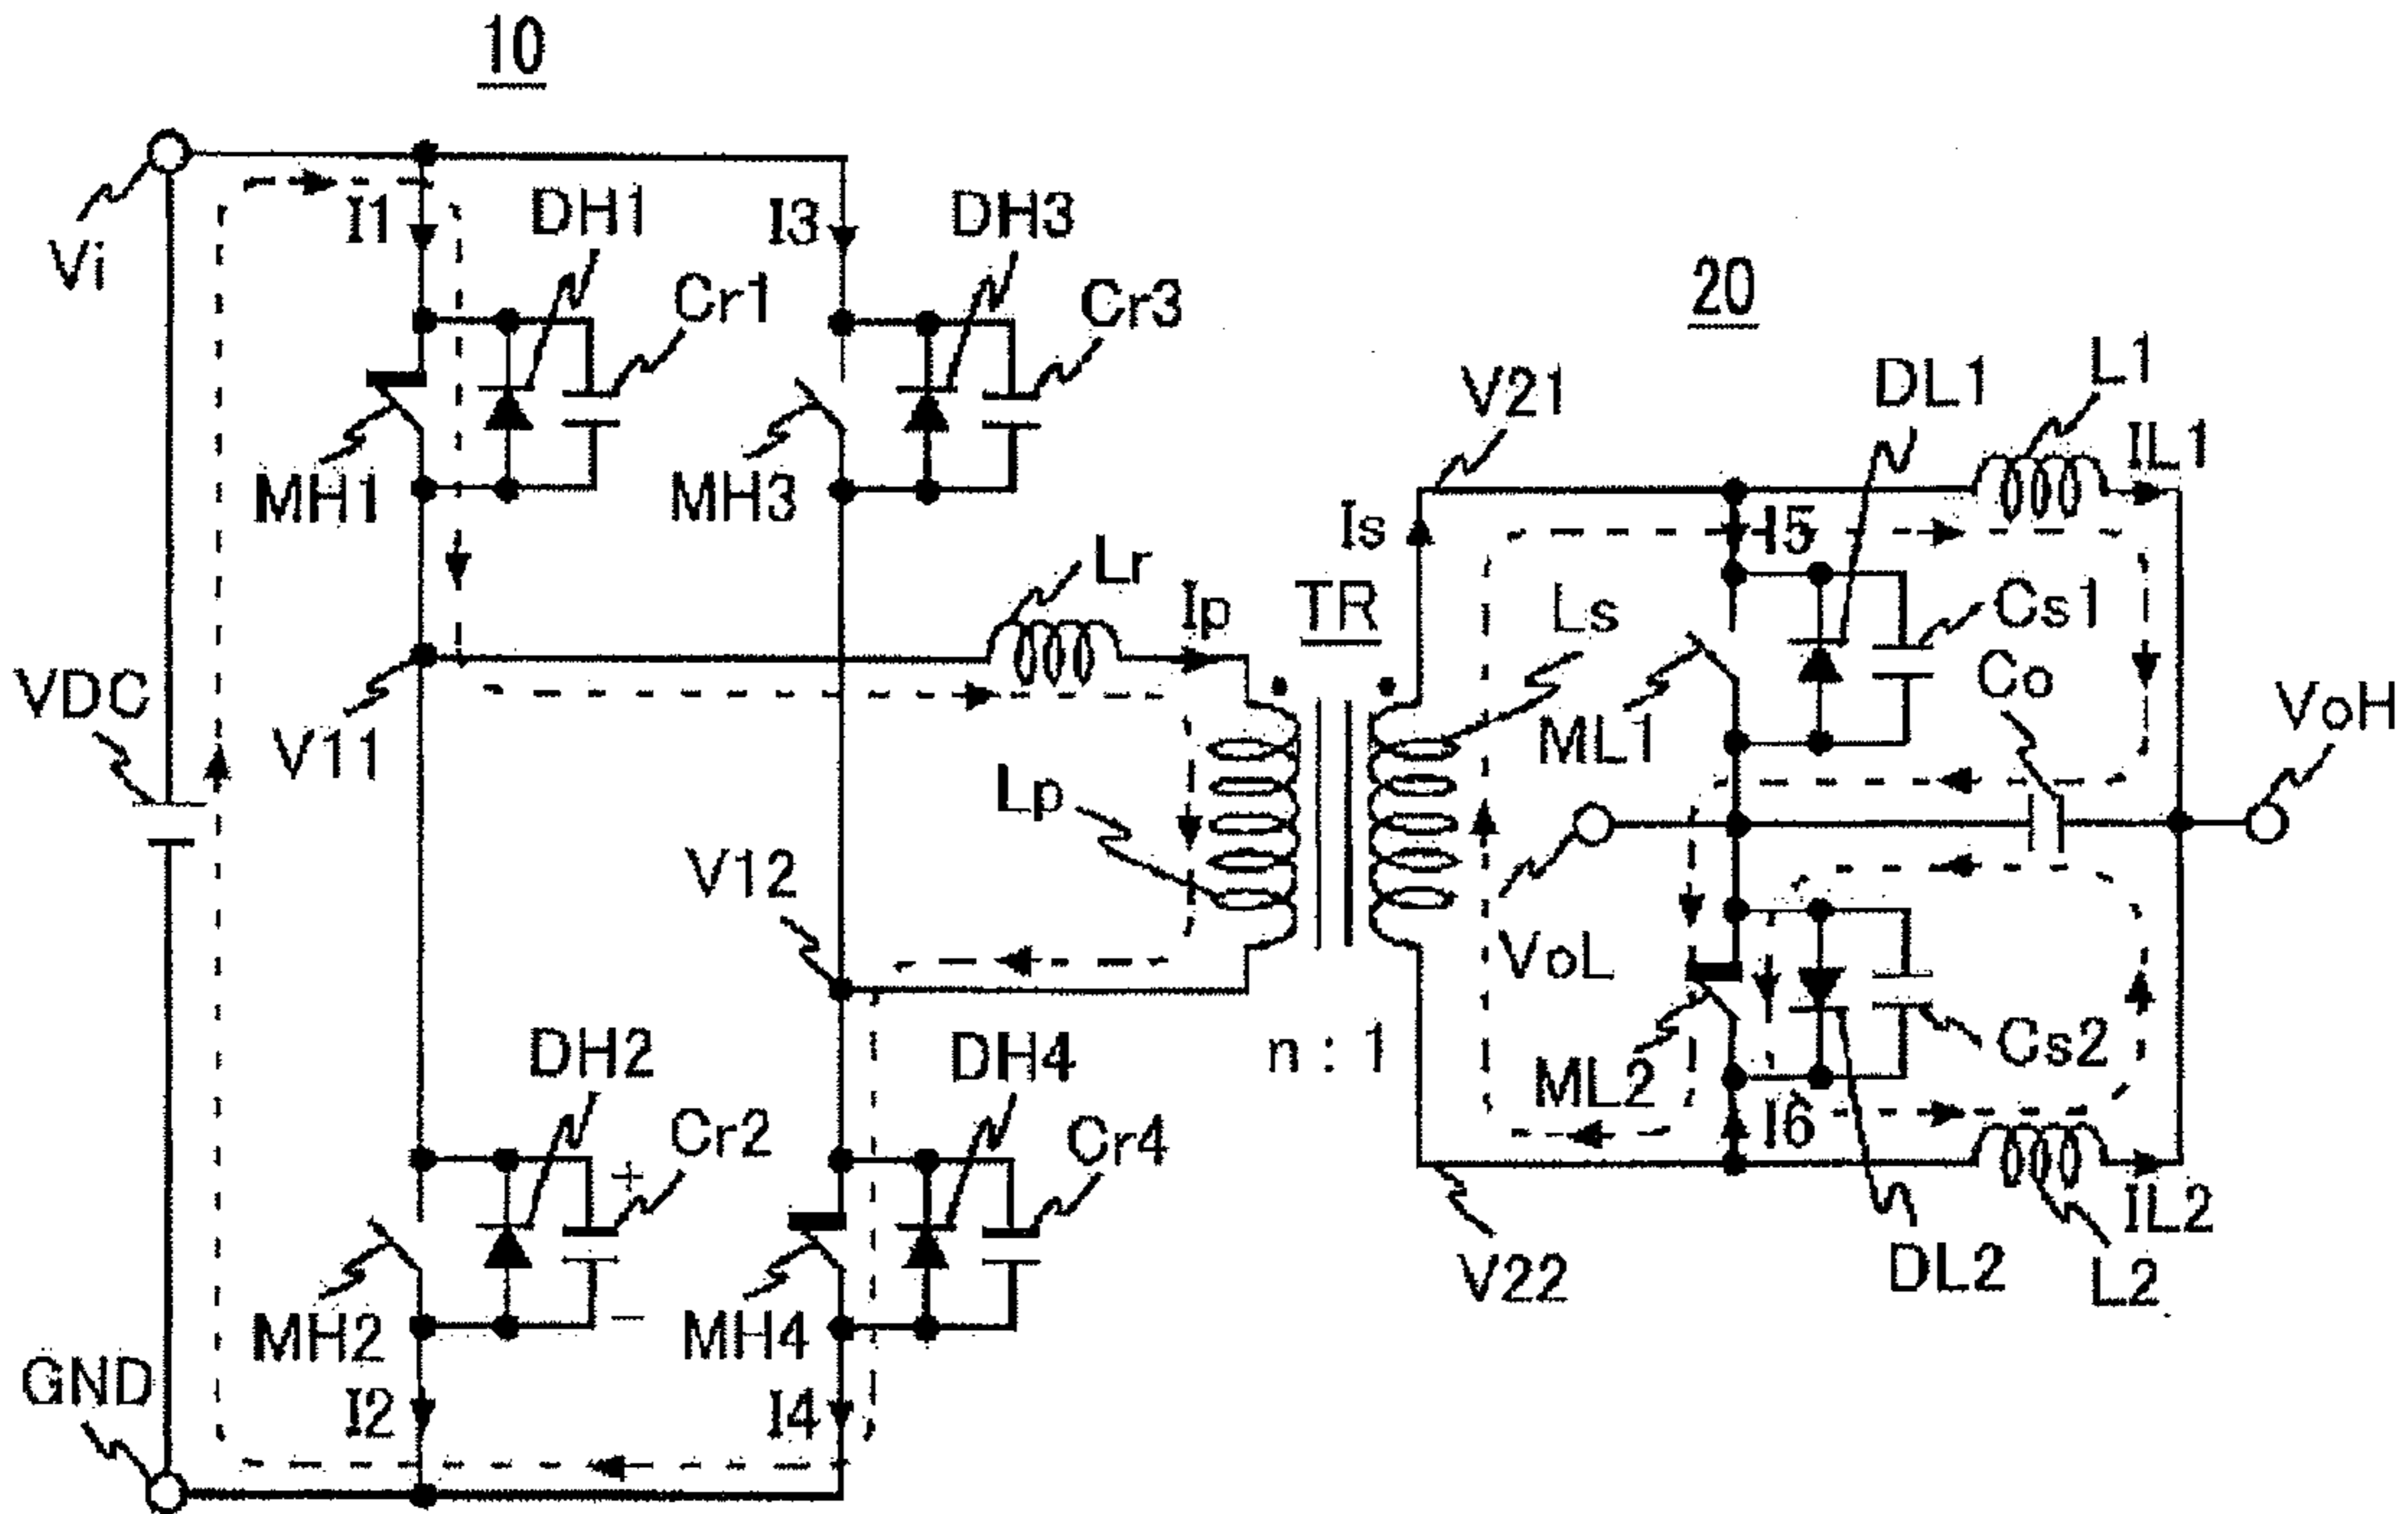 10
Vi
I1
DH1
Cr1
I3
DH3
Cr3
20
MH1
MH3
V21
DL1
L1
IL1
Is
I5
Lr
Ip
TR
Ls
Cs1
Co
VDC
V11
ML1
VoH
Lp
V12
VoL
n : 1
ML2
Cs2
I6
DH2
Cr2
+
−
DH4
Cr4
V22
DL2
L2
IL2
MH2
MH4
GND
I2
I4